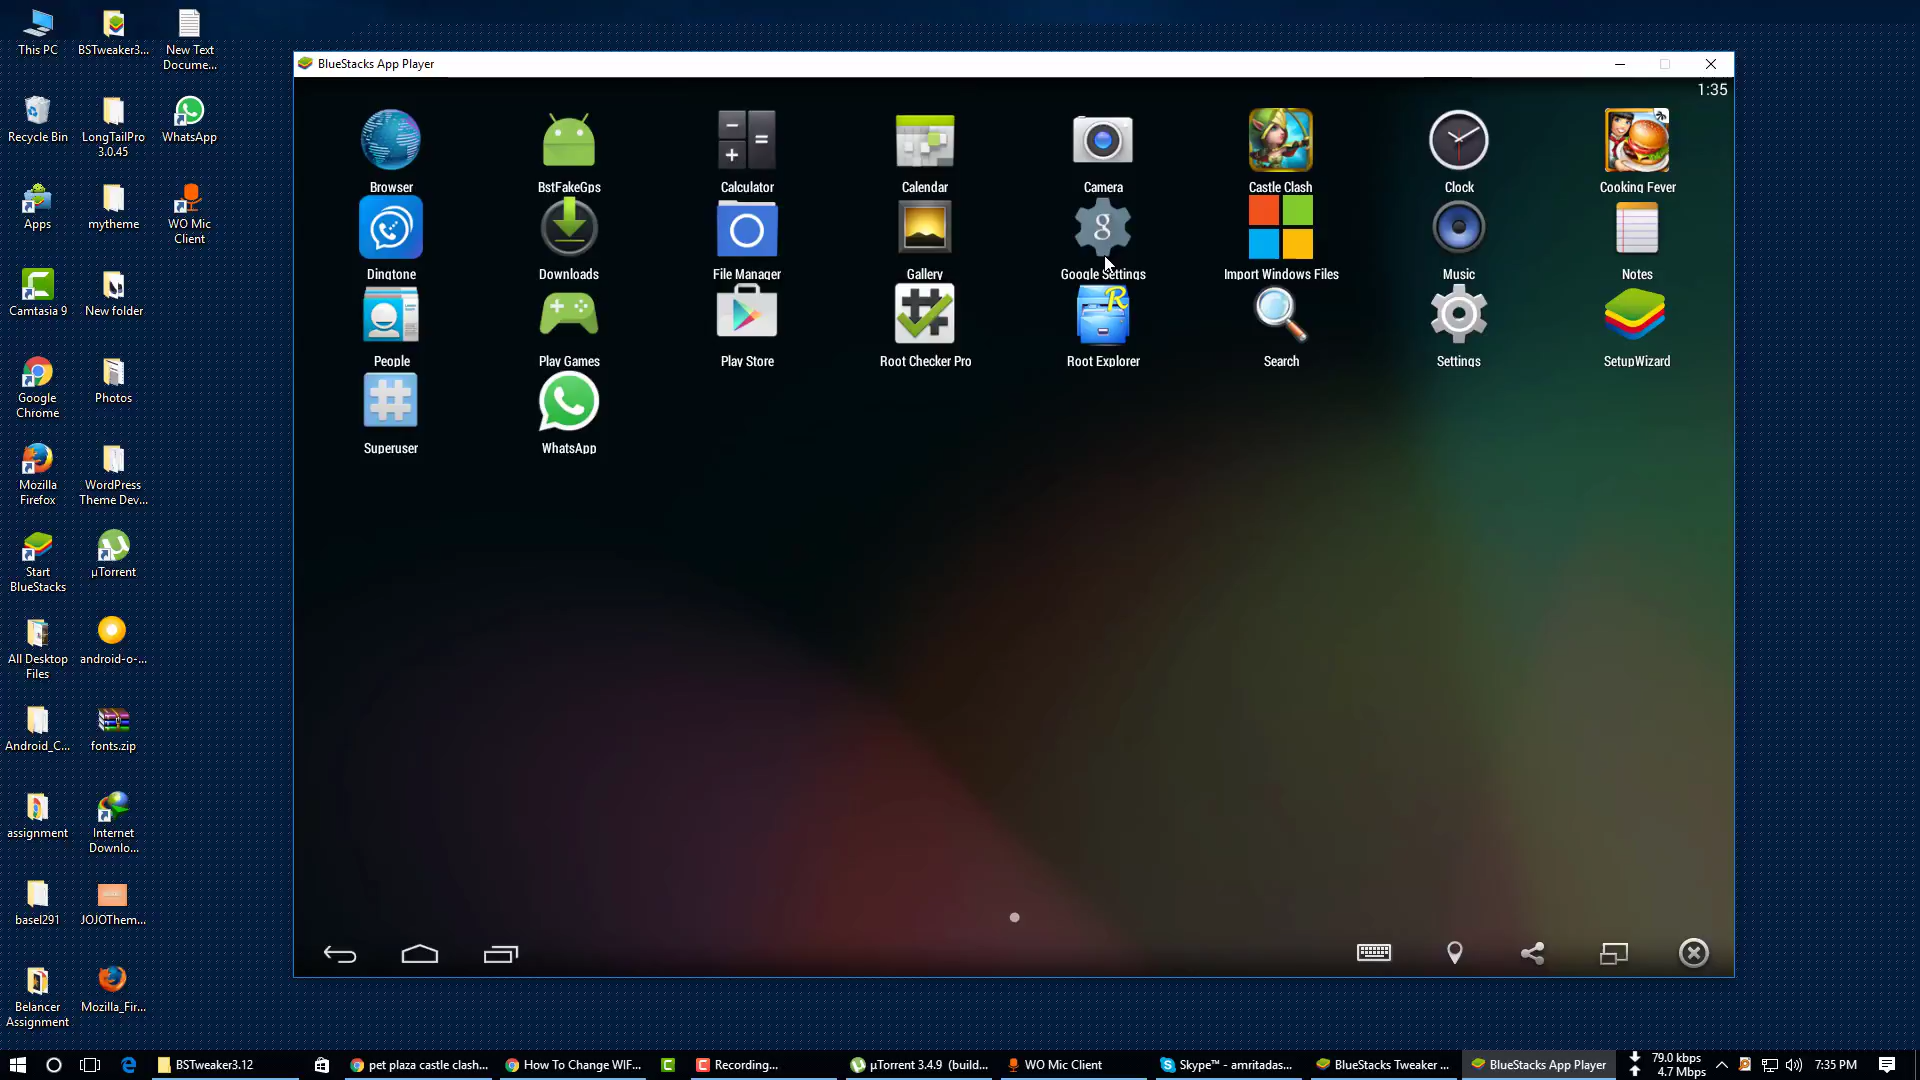 This PC
BSTweaker3...
New Text
Docume...
Recycle Bin
LongTailPro
3.0.45
WhatsApp
Apps
mytheme
WO Mic
Client
Camtasia 9
New folder
Google
Chrome
Photos
Mozilla
Firefox
WordPress
Theme Dev...
Start
BlueStacks
µTorrent
All Desktop
Files
android-o-...
Android_C...
fonts.zip
assignment
Internet
Downlo...
basel291
JOJOThem...
Belancer
Assignment
Mozilla_Fir...
BlueStacks App Player
1:35
Browser
BstFakeGps
Calculator
Calendar
Camera
Castle Clash
Clock
Cooking Fever
Dingtone
Downloads
File Manager
Gallery
g
Google Settings
Import Windows Files
Music
Notes
People
Play Games
Play Store
Root Checker Pro
R
Root Explorer
Search
Settings
SetupWizard
Superuser
WhatsApp
BSTweaker3.12
pet plaza castle clash...
How To Change WIF...
Recording...
µTorrent 3.4.9 (build...
WO Mic Client
Skype™ - amritadas...
BlueStacks Tweaker ...
BlueStacks App Player
79.0 kbps
4.7 Mbps
7:35 PM